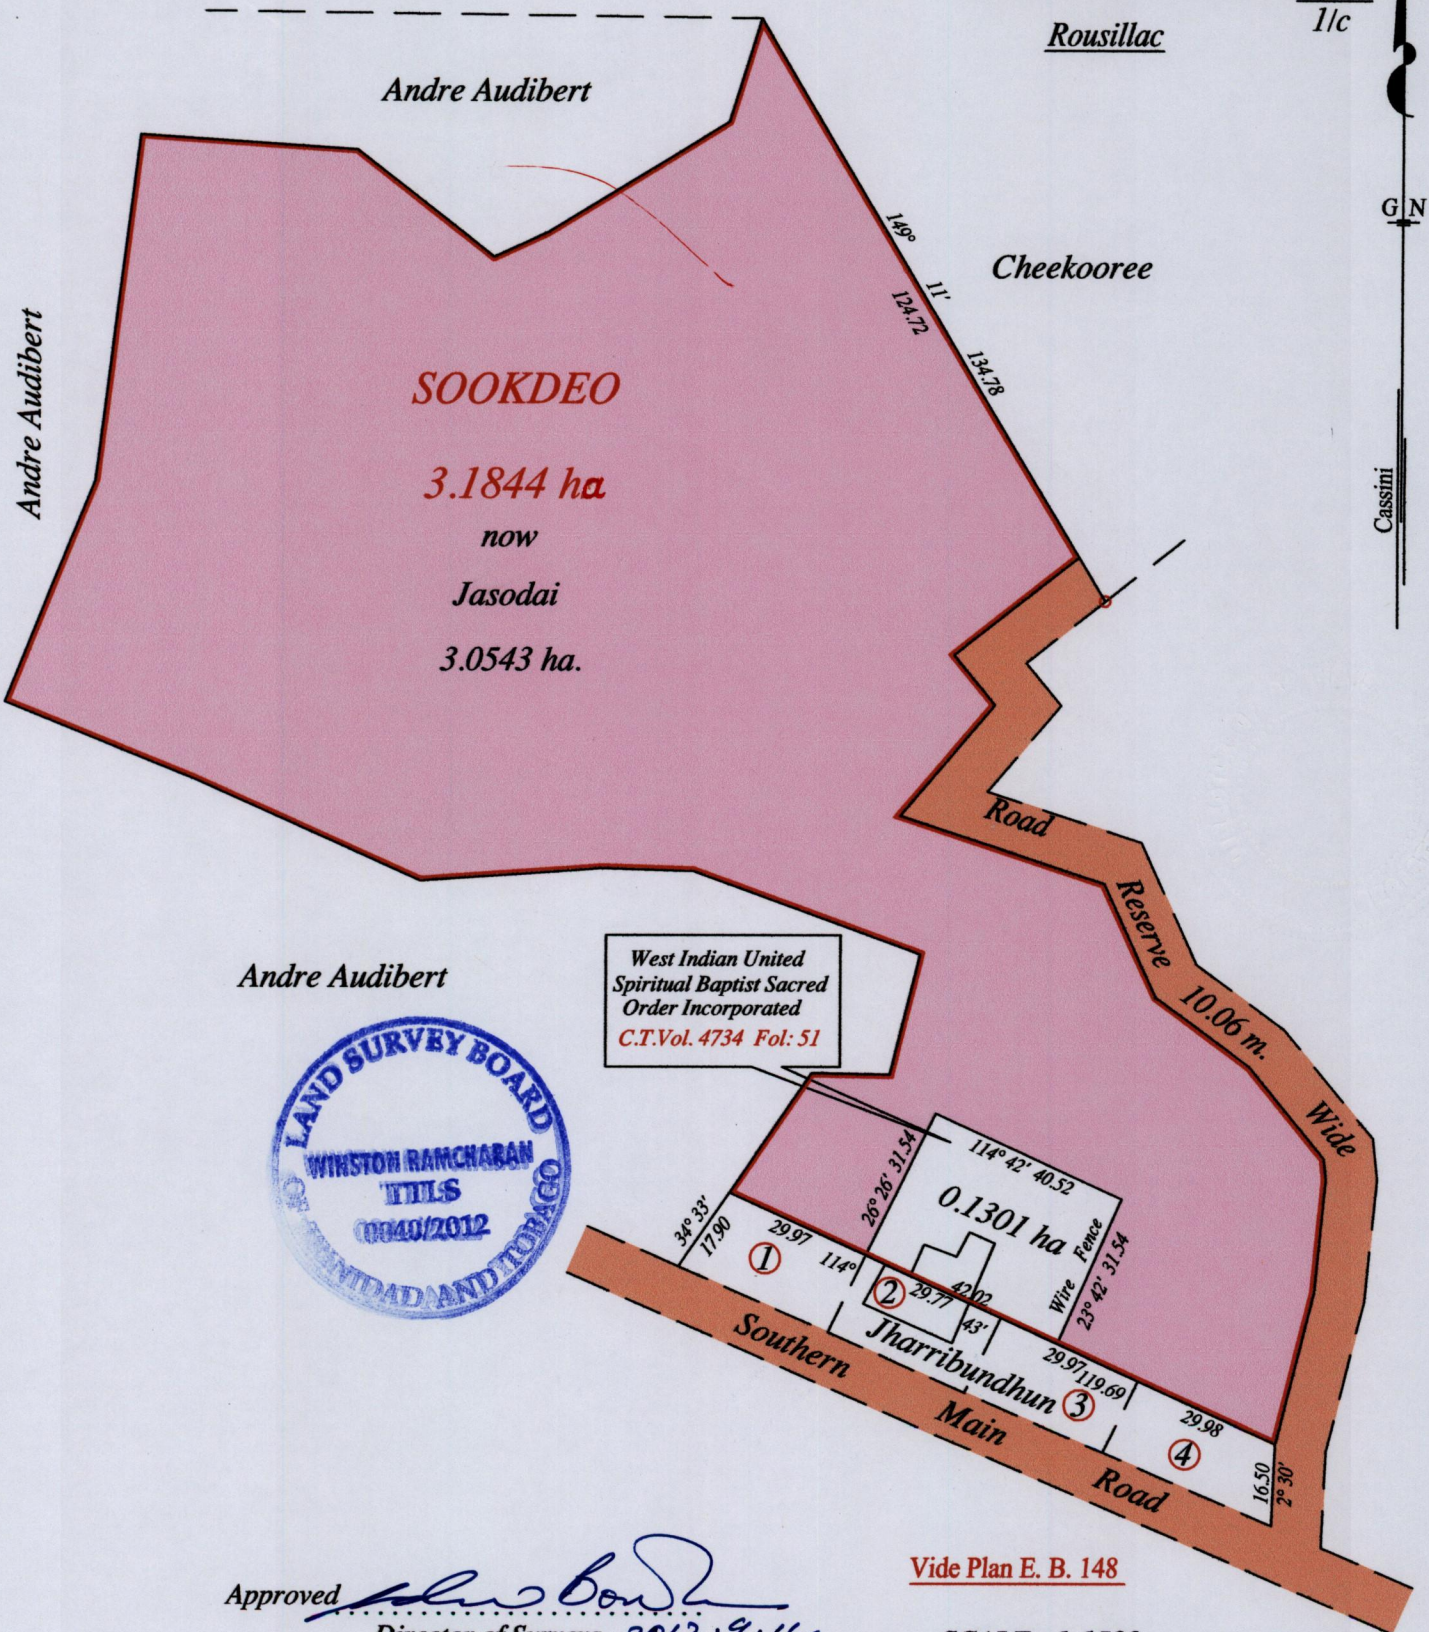 Rousillac
1/c
Andre Audibert
G N
Cheekooree
149°
11'
124.72
134.78
Andre Audibert
SOOKDEO
3.1844 ha
now
Jasodai
3.0543 ha.
Cassini
Road
Reserve
10.06 m.
Wide
West Indian United
Spiritual Baptist Sacred
Order Incorporated
C.T.Vol. 4734 Fol: 51
Andre Audibert
LAND SURVEY BOARD
OF TRINIDAD AND TOBAGO
WINSTON RAMCHARAN
TTLS
0040/2012
26° 26' 31.54
114° 42' 40.52
0.1301 ha
Wire Fence
23° 42' 31.54
34° 33'
17.90
29.97
1
114°
2
29.77
42.02
43'
Jharribundhun
29.97
119.69
3
29.98
4
16.50
2° 30'
Southern Main Road
Vide Plan E. B. 148
Approved